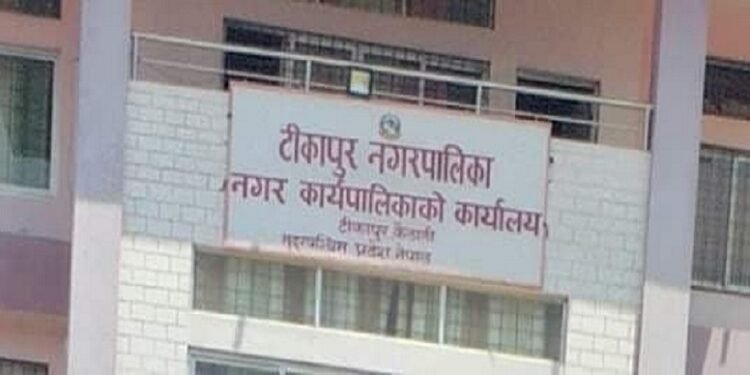 टीकापुर नगरपालिका
नगर कार्यपालिकाको कार्यालय
टीकापुर कैलाली
सुदूरपश्चिम प्रदेश नेपाल